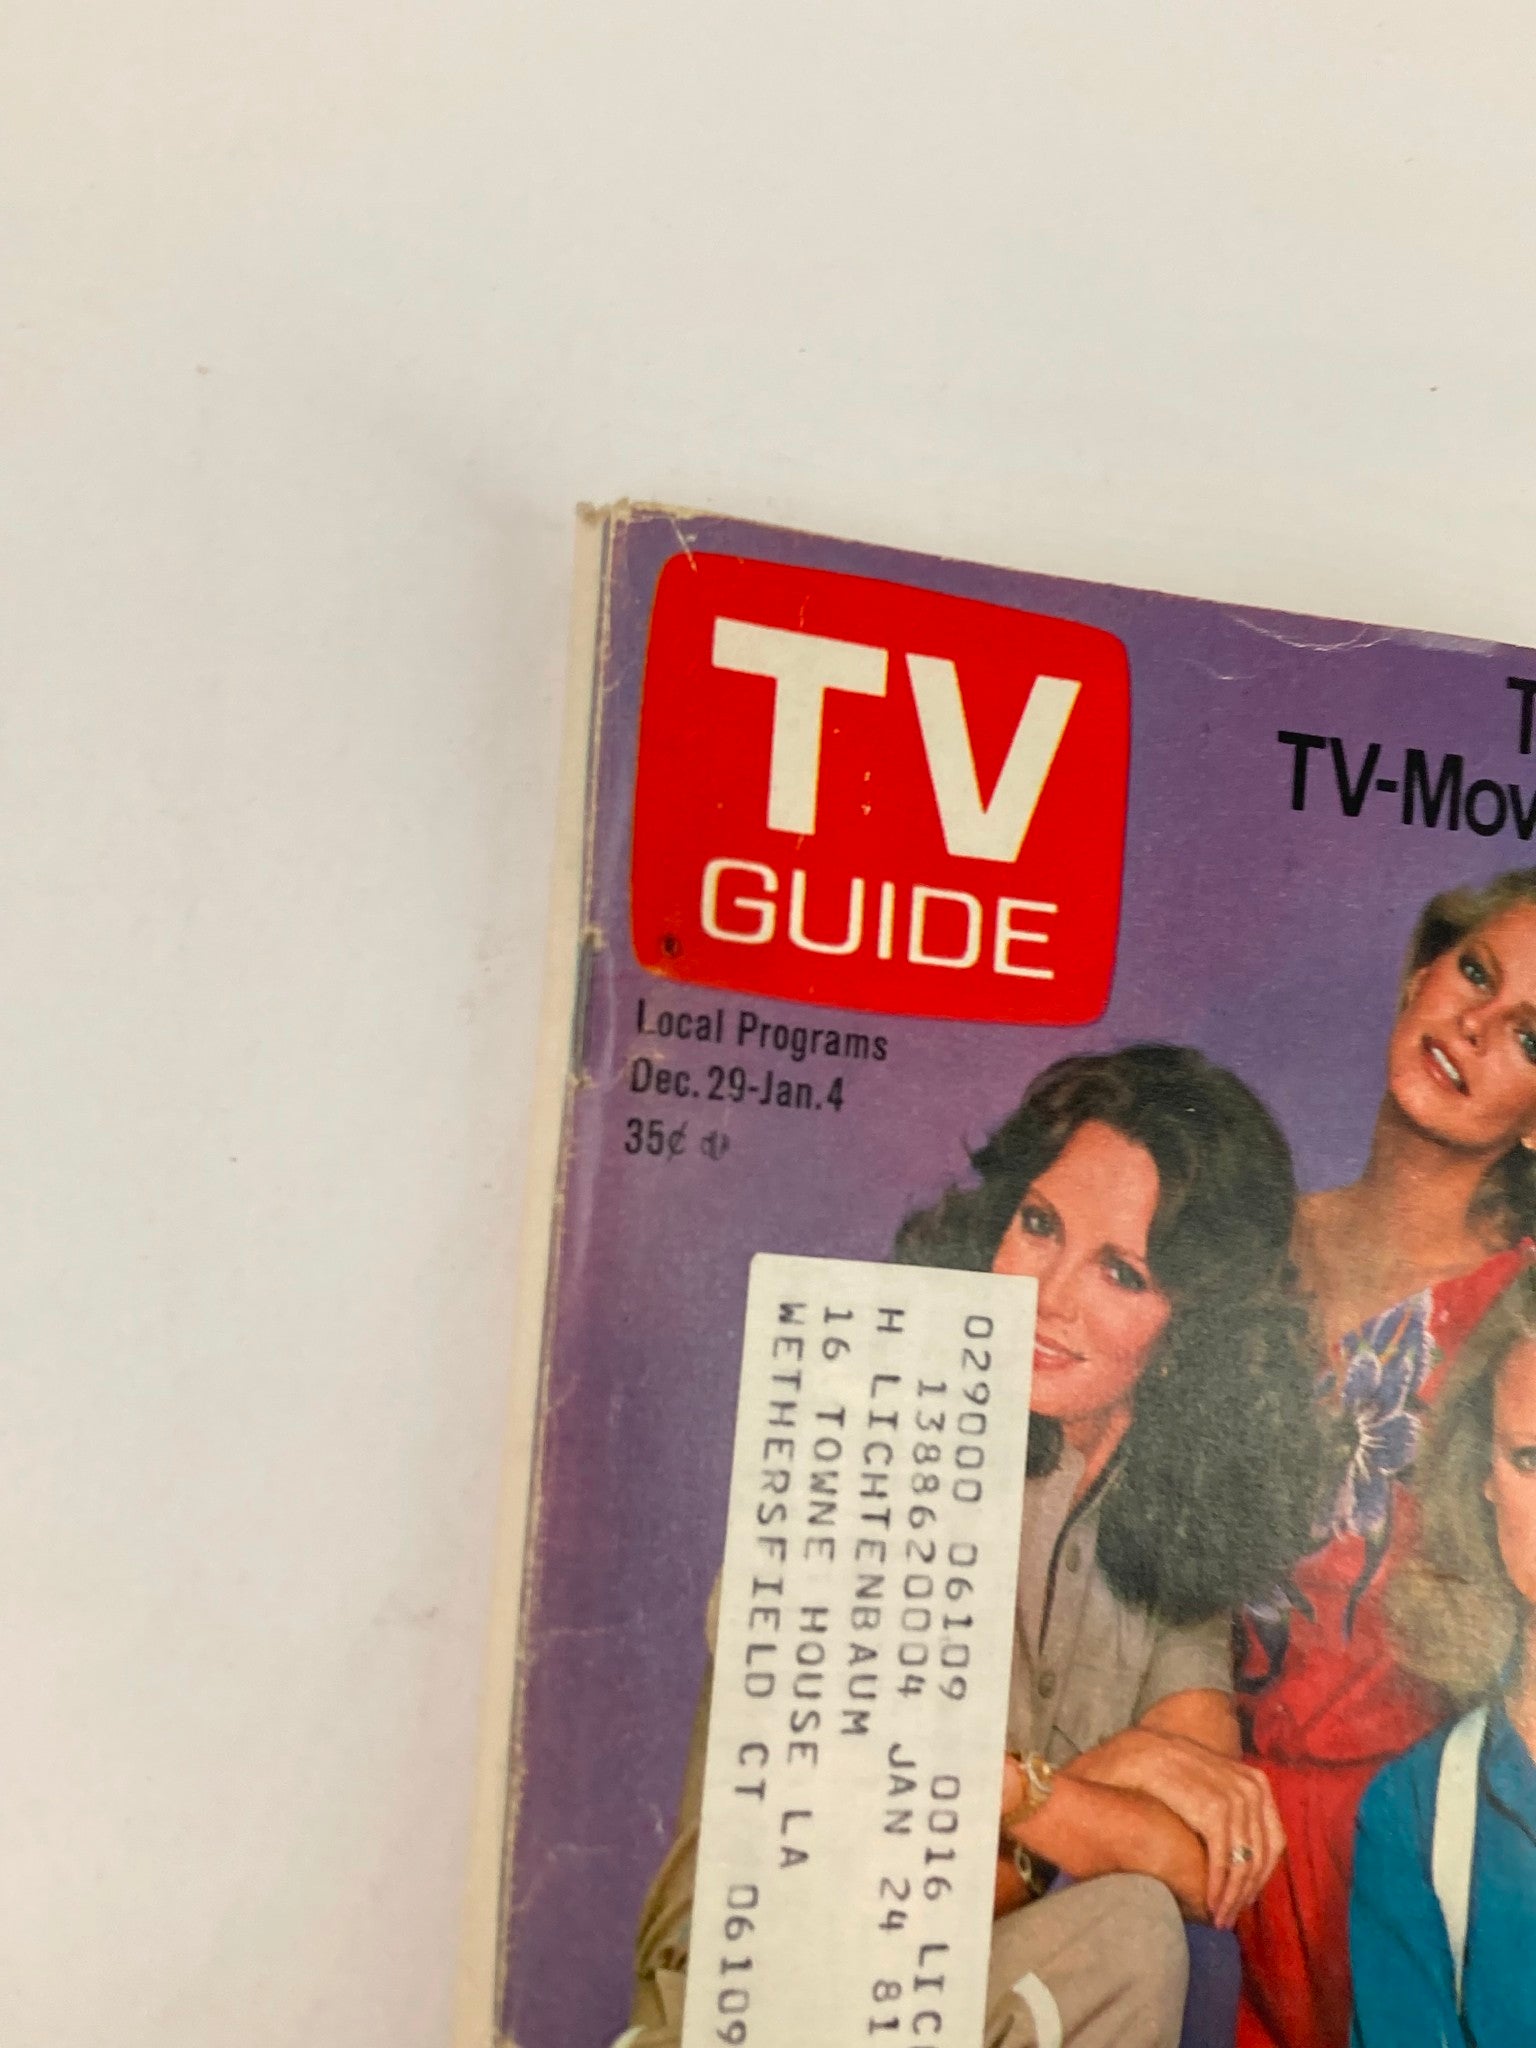 TV
GUIDE
Local Programs
Dec. 29-Jan. 4
35¢
TV-Mov
029000 06109 0016 LIC
1388620004 JAN 24 81
H LICHTENBAUM
16 TOWNE HOUSE LA
WETHERSFIELD CT 06109